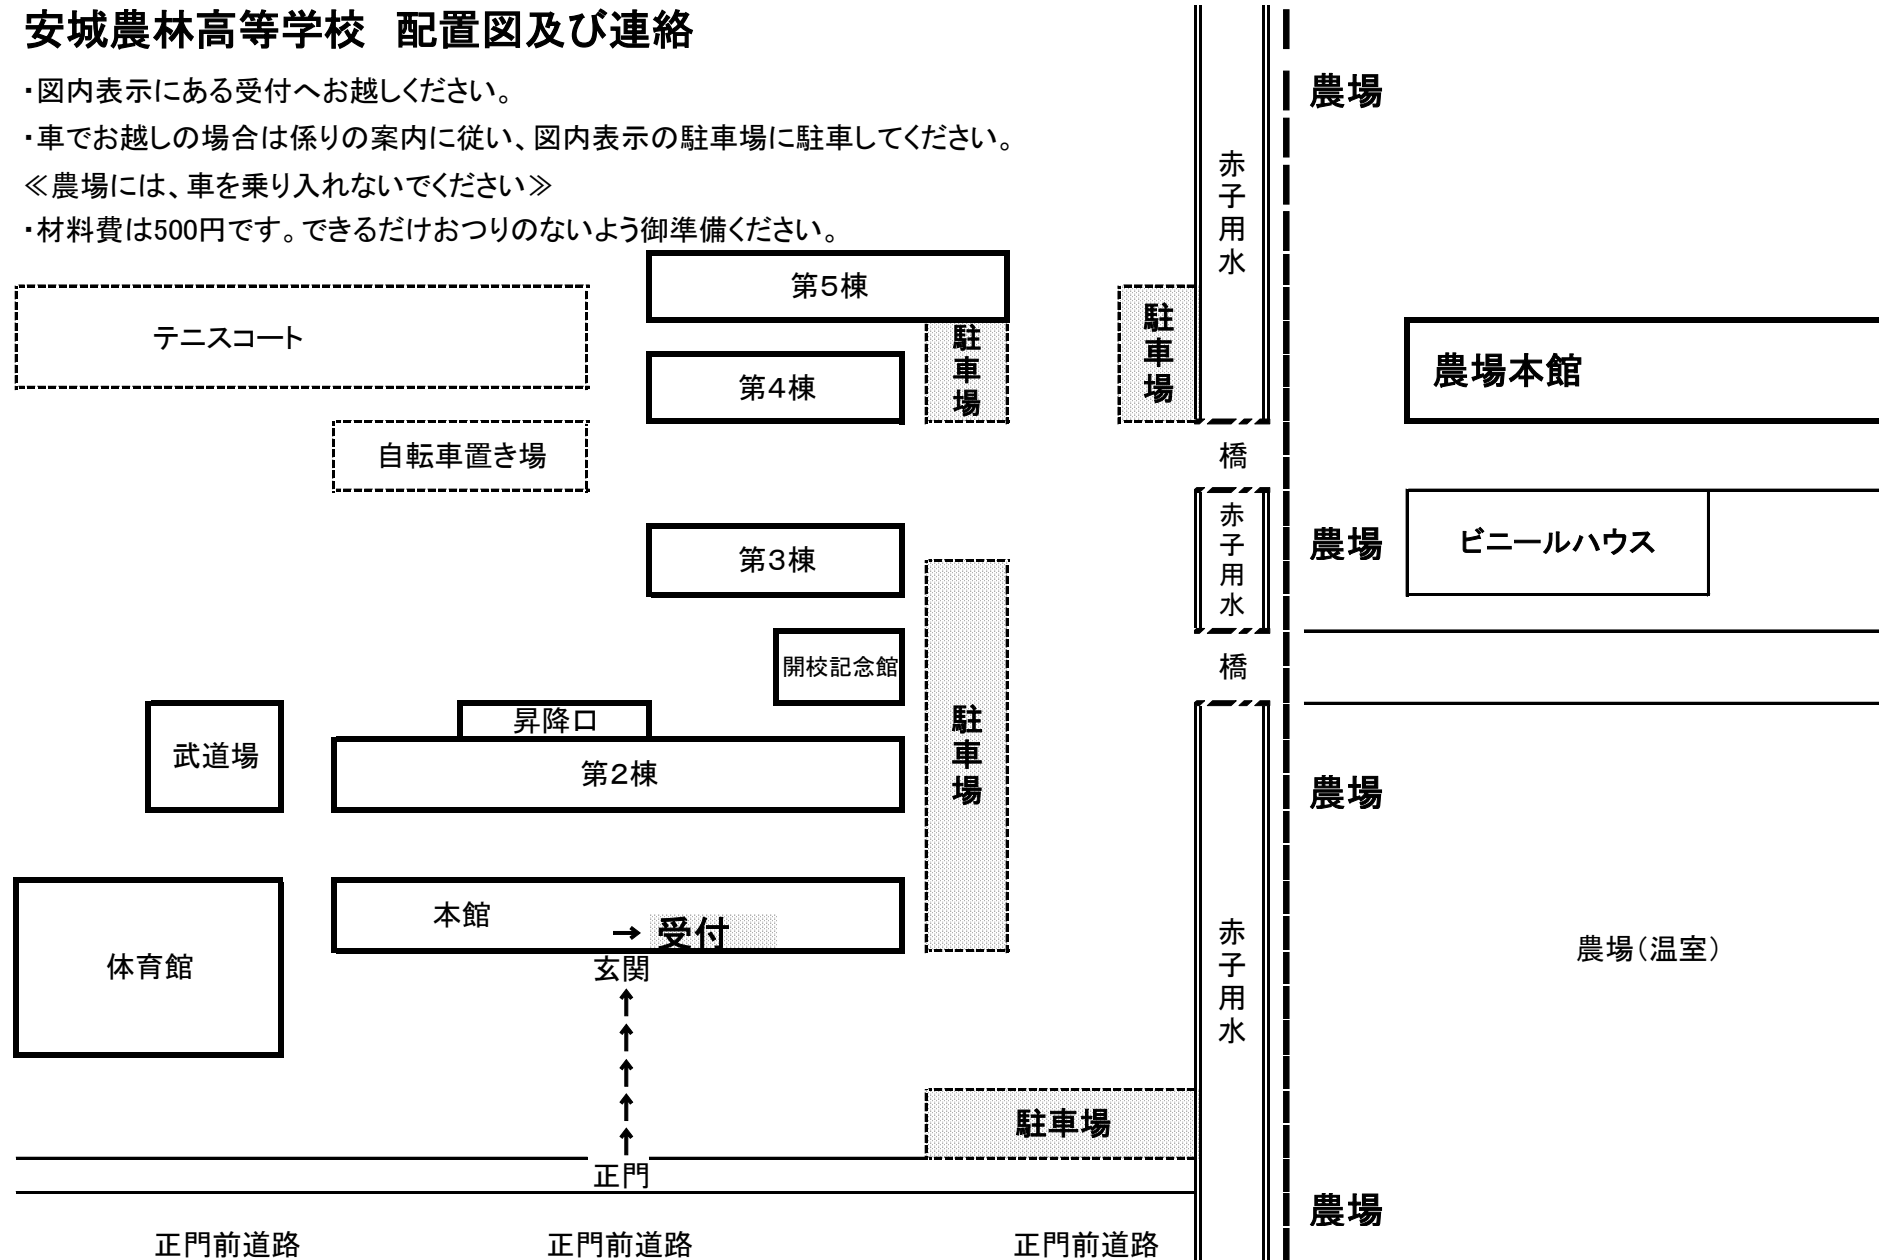 安城農林高等学校　配置図及び連絡
・図内表示にある受付へお越しください。
・車でお越しの場合は係りの案内に従い、図内表示の駐車場に駐車してください。
≪農場には、車を乗り入れないでください≫
・材料費は500円です。できるだけおつりのないよう御準備ください。
農場
赤子用水
第5棟
テニスコート
駐車場
駐車場
農場本館
第4棟
自転車置き場
橋
赤子用水
農場
ビニールハウス
第3棟
開校記念館
橋
昇降口
武道場
第2棟
駐車場
農場
本館
→ 受付
体育館
玄関
赤子用水
農場（温室）
↑
↑
↑
↑
↑
駐車場
正門
農場
正門前道路
正門前道路
正門前道路